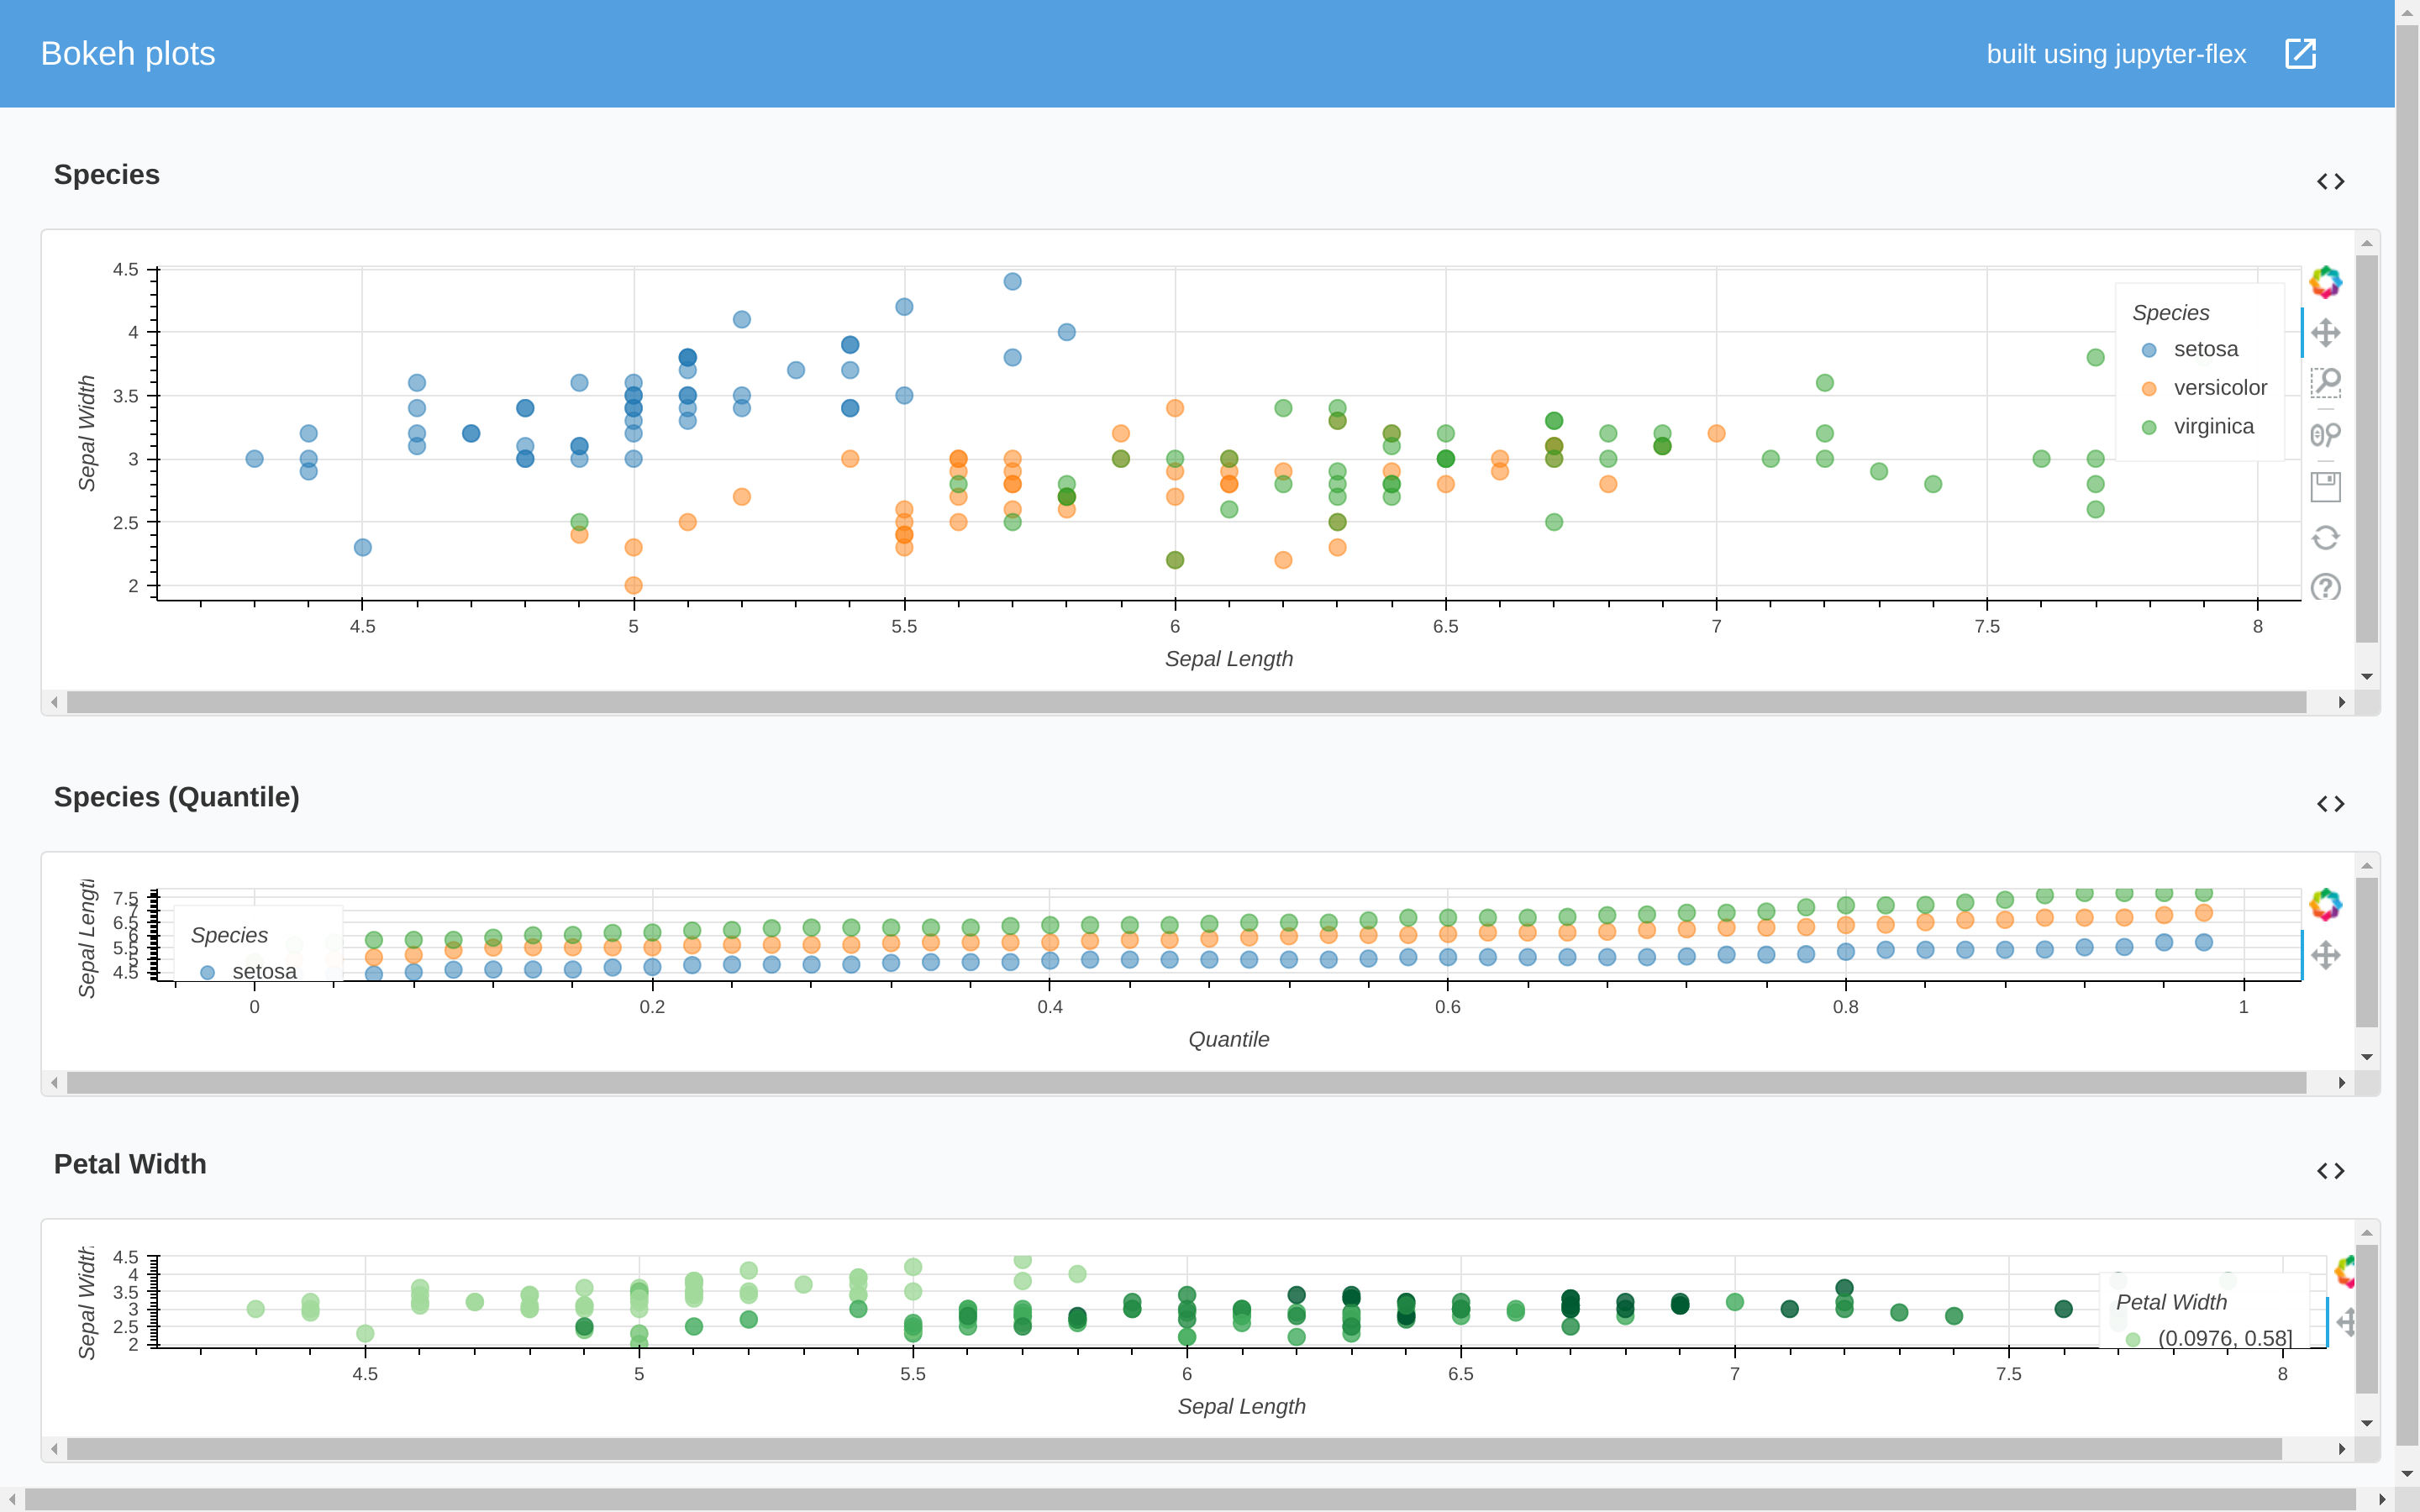 Bokeh plots
built using jupyter-flex
Species
4.5
4
3.5
3
2.5
2
Sepal Width
Species
setosa
versicolor
virginica
4.5 5 5.5 6 6.5 7 7.5 8
Sepal Length
Species (Quantile)
Sepal Lengt
7.5
7
6.5
6
5.5
5
4.5
Species
setosa
0 0.2 0.4 0.6 0.8 1
Quantile
Petal Width
Sepal Width
4.5
4
3.5
3
2.5
2
Petal Width
(0.0976, 0.58]
4.5 5 5.5 6 6.5 7 7.5 8
Sepal Length